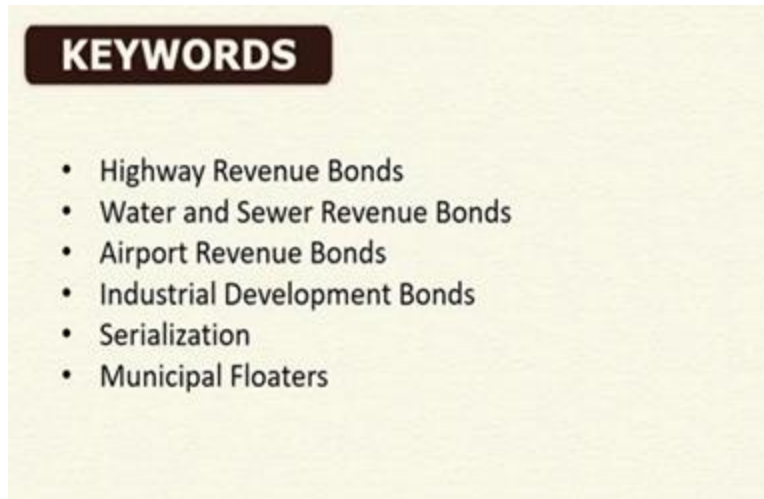 KEYWORDS
• Highway Revenue Bonds
• Water and Sewer Revenue Bonds
• Airport Revenue Bonds
• Industrial Development Bonds
• Serialization
• Municipal Floaters